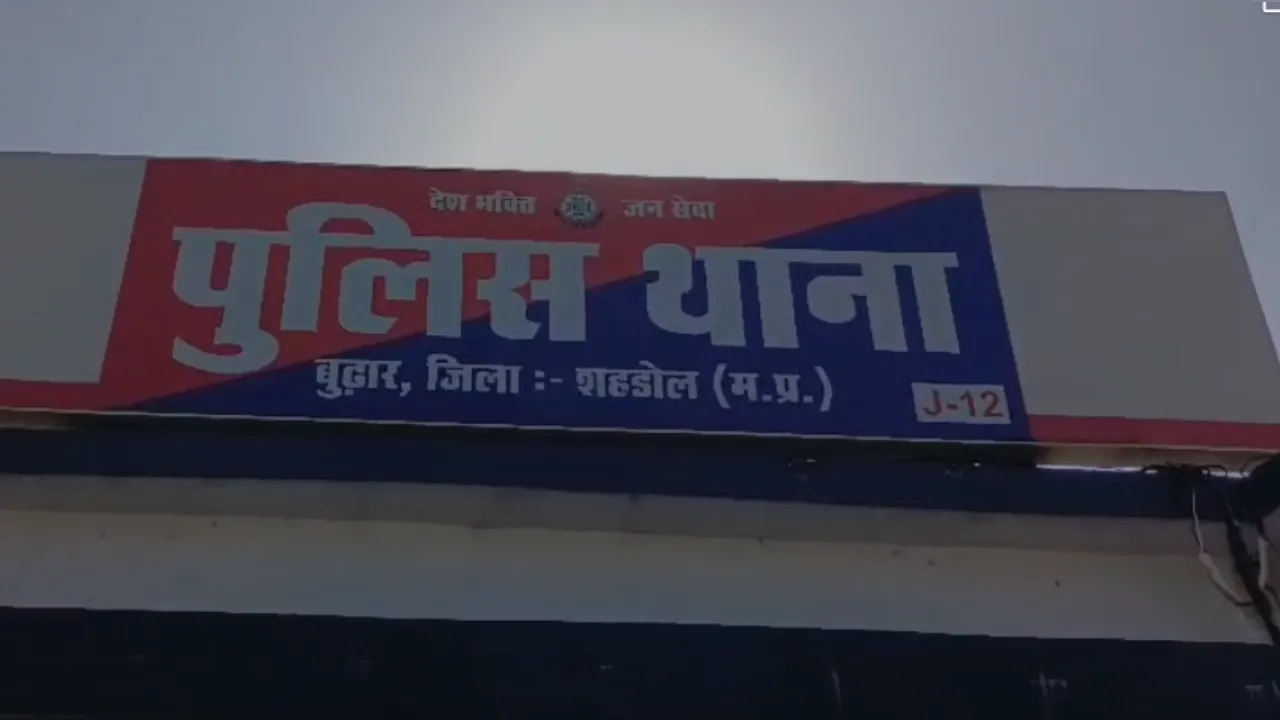 देश भक्ति जन सेवा
पुलिस थाना
बुढ़ार, जिला :- शहडोल (म.प्र.)
J-12